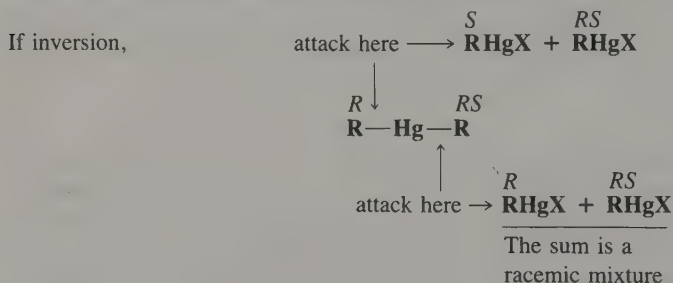 S RS
If inversion, attack here ⟶ RHgX + RHgX
R RS
R—Hg—R
R RS
attack here → RHgX + RHgX
The sum is a
racemic mixture